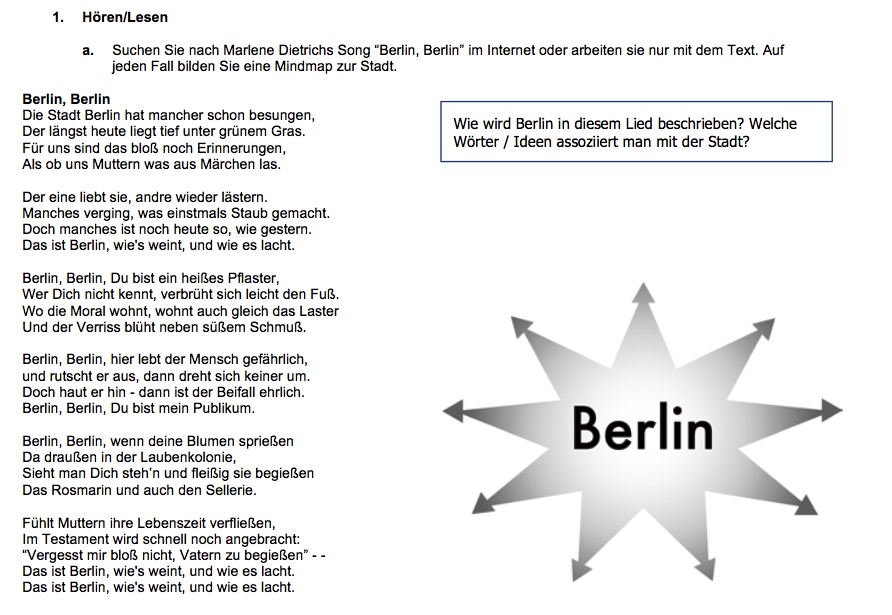 1. Hören/Lesen
a. Suchen Sie nach Marlene Dietrichs Song “Berlin, Berlin” im Internet oder arbeiten sie nur mit dem Text. Auf
jeden Fall bilden Sie eine Mindmap zur Stadt.
Berlin, Berlin
Die Stadt Berlin hat mancher schon besungen,
Der längst heute liegt tief unter grünem Gras.
Für uns sind das bloß noch Erinnerungen,
Als ob uns Muttern was aus Märchen las.
Der eine liebt sie, andre wieder lästern.
Manches verging, was einstmals Staub gemacht.
Doch manches ist noch heute so, wie gestern.
Das ist Berlin, wie's weint, und wie es lacht.
Berlin, Berlin, Du bist ein heißes Pflaster,
Wer Dich nicht kennt, verbrüht sich leicht den Fuß.
Wo die Moral wohnt, wohnt auch gleich das Laster
Und der Verriss blüht neben süßem Schmuß.
Berlin, Berlin, hier lebt der Mensch gefährlich,
und rutscht er aus, dann dreht sich keiner um.
Doch haut er hin - dann ist der Beifall ehrlich.
Berlin, Berlin, Du bist mein Publikum.
Berlin, Berlin, wenn deine Blumen sprießen
Da draußen in der Laubenkolonie,
Sieht man Dich steh’n und fleißig sie begießen
Das Rosmarin und auch den Sellerie.
Fühlt Muttern ihre Lebenszeit verfließen,
Im Testament wird schnell noch angebracht:
“Vergesst mir bloß nicht, Vatern zu begießen” - -
Das ist Berlin, wie's weint, und wie es lacht.
Das ist Berlin, wie's weint, und wie es lacht.
Wie wird Berlin in diesem Lied beschrieben? Welche
Wörter / Ideen assoziiert man mit der Stadt?
Berlin